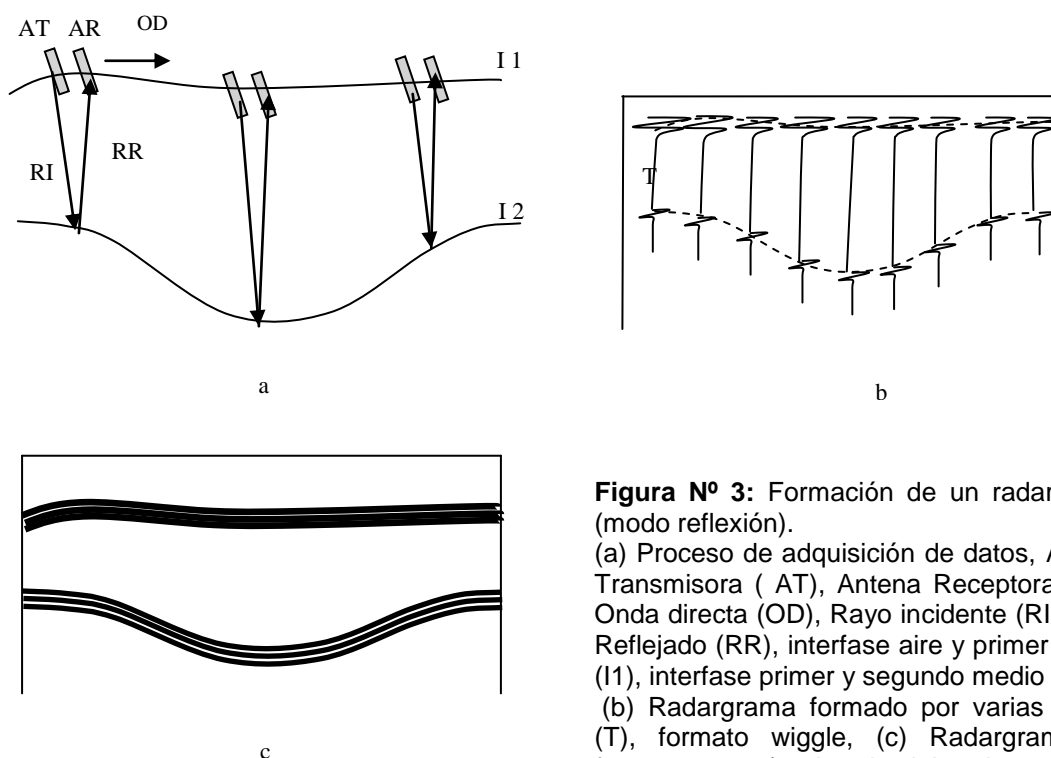 AT AR OD
I 1
RI RR
I 2
a
T
b
c
Figura Nº 3: Formación de un radar
(modo reflexión).
(a) Proceso de adquisición de datos, A
Transmisora ( AT), Antena Receptora
Onda directa (OD), Rayo incidente (RI
Reflejado (RR), interfase aire y primer
(I1), interfase primer y segundo medio
(b) Radargrama formado por varias
(T), formato wiggle, (c) Radargram